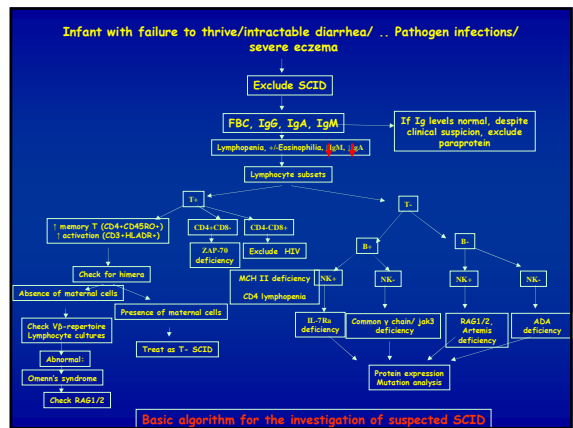 Infant with failure to thrive/intractable diarrhea/ .. Pathogen infections/
severe eczema
Exclude SCID
FBC, IgG, IgA, IgM
If Ig levels normal, despite
clinical suspicion, exclude
paraprotein
Lymphopenia, +/-Eosinophilia, ↓IgM, ↓IgA
Lymphocyte subsets
T+
T-
↑ memory T (CD4+CD45RO+)
↑ activation (CD3+HLADR+)
CD4+CD8-
CD4-CD8+
ZAP-70
deficiency
Exclude HIV
B+
B-
Check for himera
MCH II deficiency
CD4 lymphopenia
NK+
NK-
NK+
NK-
Absence of maternal cells
Presence of maternal cells
Check Vβ-repertoire
Lymphocyte cultures
IL-7Ra
deficiency
Common γ chain/ jak3
deficiency
RAG1/2,
Artemis
deficiency
ADA
deficiency
Treat as T- SCID
Abnormal:
Omenn's syndrome
Check RAG1/2
Protein expression
Mutation analysis
Basic algorithm for the investigation of suspected SCID